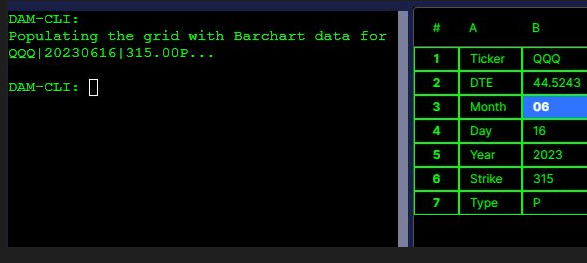 DAM-CLI:
Populating the grid with Barchart data for
QQQ|20230616|315.00P...
DAM-CLI:
# A B
1 Ticker QQQ
2 DTE 44.5243
3 Month 06
4 Day 16
5 Year 2023
6 Strike 315
7 Type P